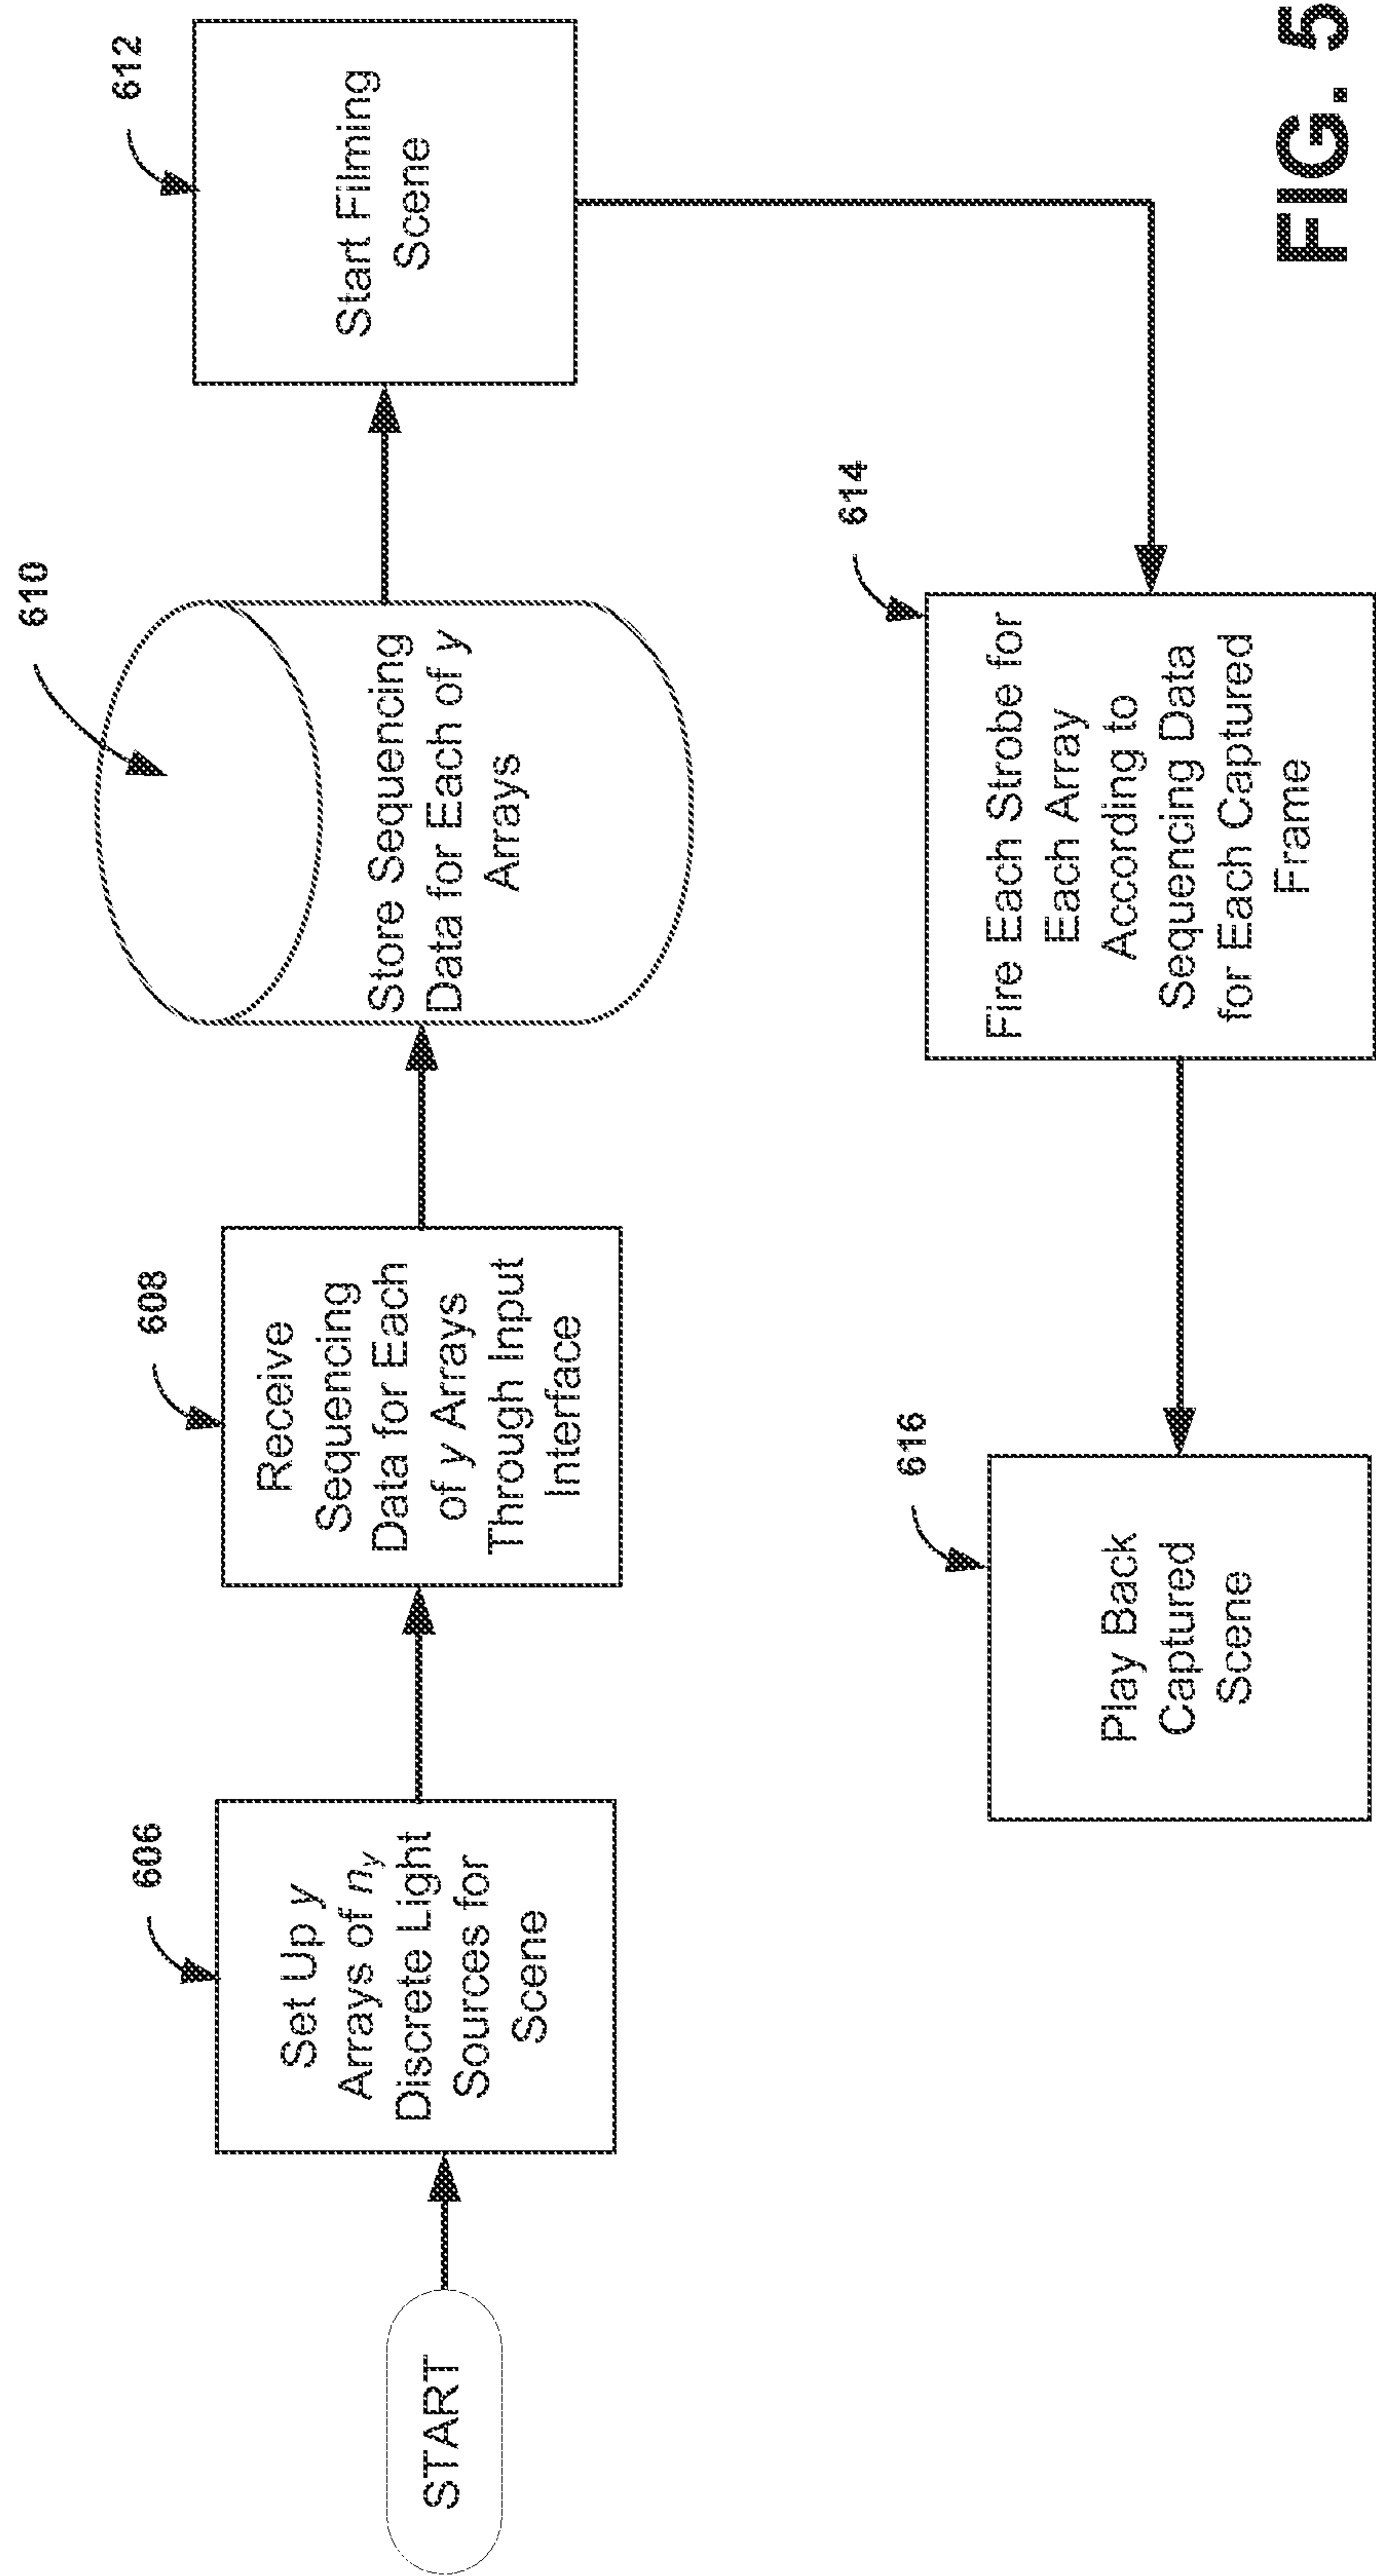 START
606
Set Up y
Arrays of ny
Discrete Light
Sources for
Scene
608
Receive
Sequencing
Data for Each
of y Arrays
Through Input
Interface
610
Store Sequencing
Data for Each of y
Arrays
612
Start Filming
Scene
614
Fire Each Strobe for
Each Array
According to
Sequencing Data
for Each Captured
Frame
616
Play Back
Captured
Scene
FIG. 5